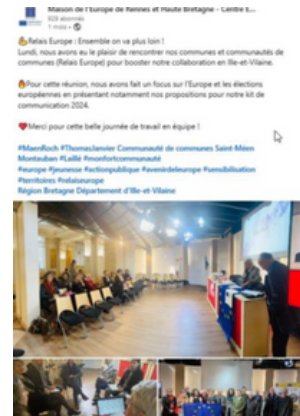 Maison de l'Europe de Rennes et Haute Bretagne - Centre E...
828 abonnés
1 mois •
Relais Europe : Ensemble on va plus loin !
Lundi, nous avons eu le plaisir de rencontrer nos communes et communautés de
communes (Relais Europe) pour booster notre collaboration en Ille-et-Vilaine.
Pour cette réunion, nous avons fait un focus sur l'Europe et les élections
européennes en présentant notamment nos propositions pour notre kit de
communication 2024.
Merci pour cette belle journée de travail en équipe !
#MaenRoch #ThomasJanvier Communauté de communes Saint-Méen
Montauban #Laillé #monfortcommunauté
#europe #jeunesse #actionpublique #avenirdeleurope #sensibilisation
#territoires #relaiseurope
Région Bretagne Département d'Ille-et-Vilaine